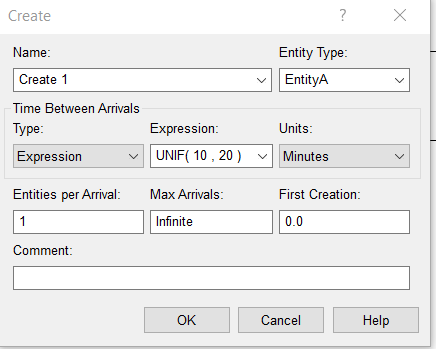 Create ?
Name: Entity Type:
Create 1 EntityA
Time Between Arrivals
Type: Expression: Units:
Expression UNIF( 10 , 20 ) Minutes
Entities per Arrival: Max Arrivals: First Creation:
1 Infinite 0.0
Comment:
OK Cancel Help